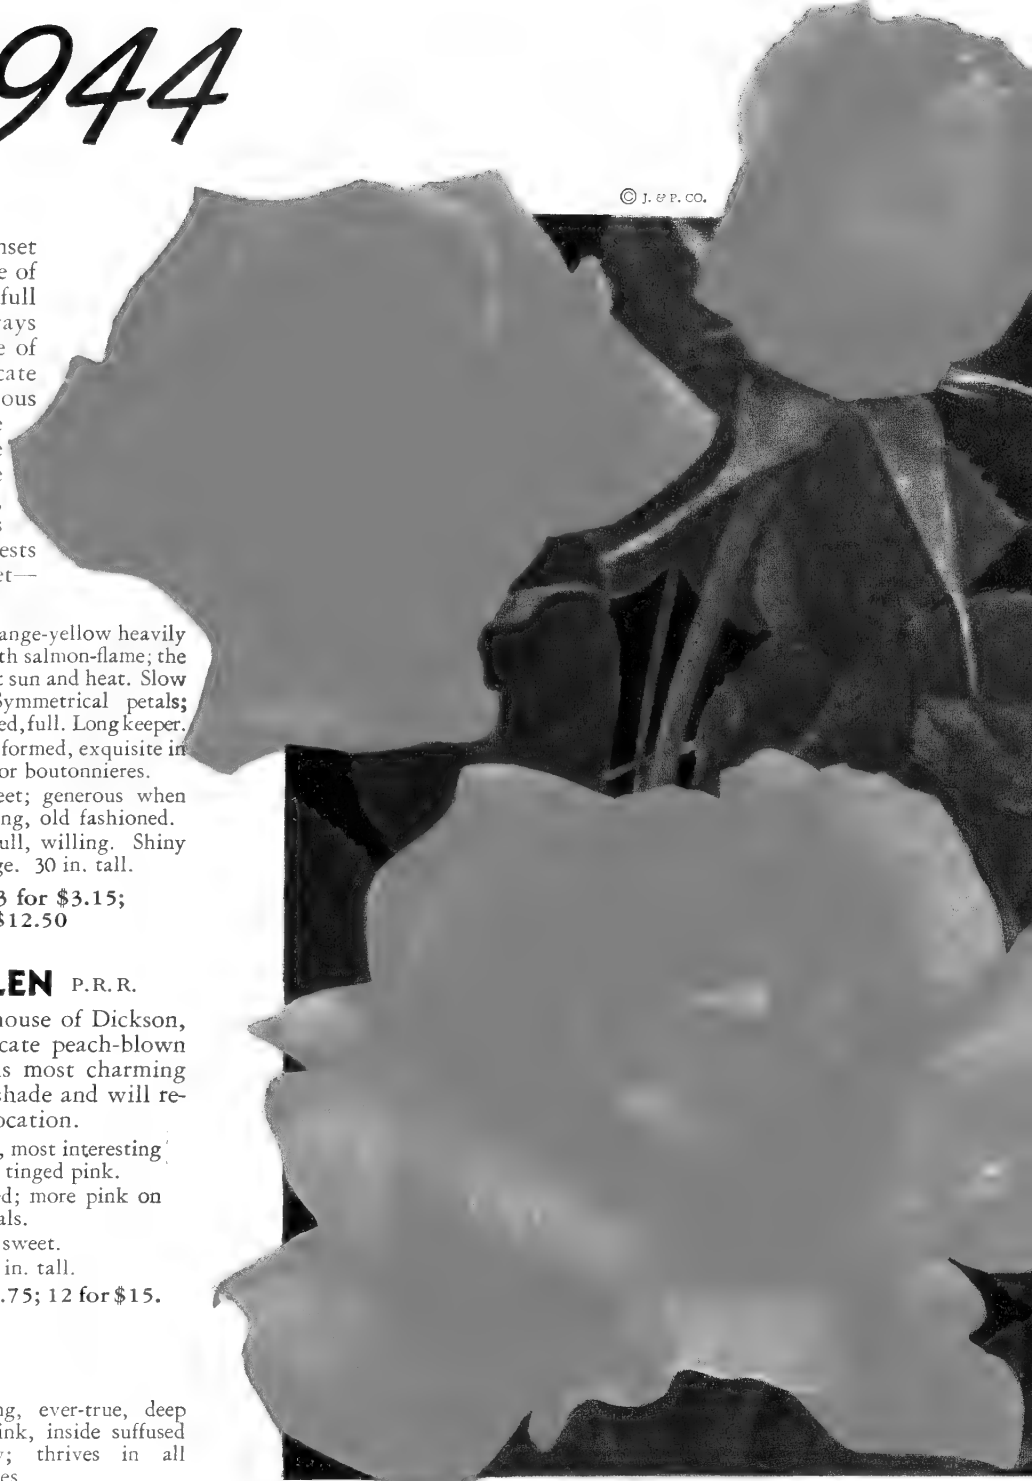 944
© J. & P. CO.
nset
e of
full
ays
e of
cate
ous
e
e
e
s
ests
et—
ange-yellow heavily
th salmon-flame; the
t sun and heat. Slow
Symmetrical petals;
ed, full. Long keeper.
formed, exquisite in
or boutonnieres.
eet; generous when
ng, old fashioned.
ull, willing. Shiny
ge. 30 in. tall.
3 for $3.15;
$12.50
LEN P. R. R.
house of Dickson,
cate peach-blown
is most charming
shade and will re-
ocation.
, most interesting
tinged pink.
d; more pink on
als.
sweet.
in. tall.
.75; 12 for $15.
ng, ever-true, deep
ink, inside suffused
y; thrives in all
es